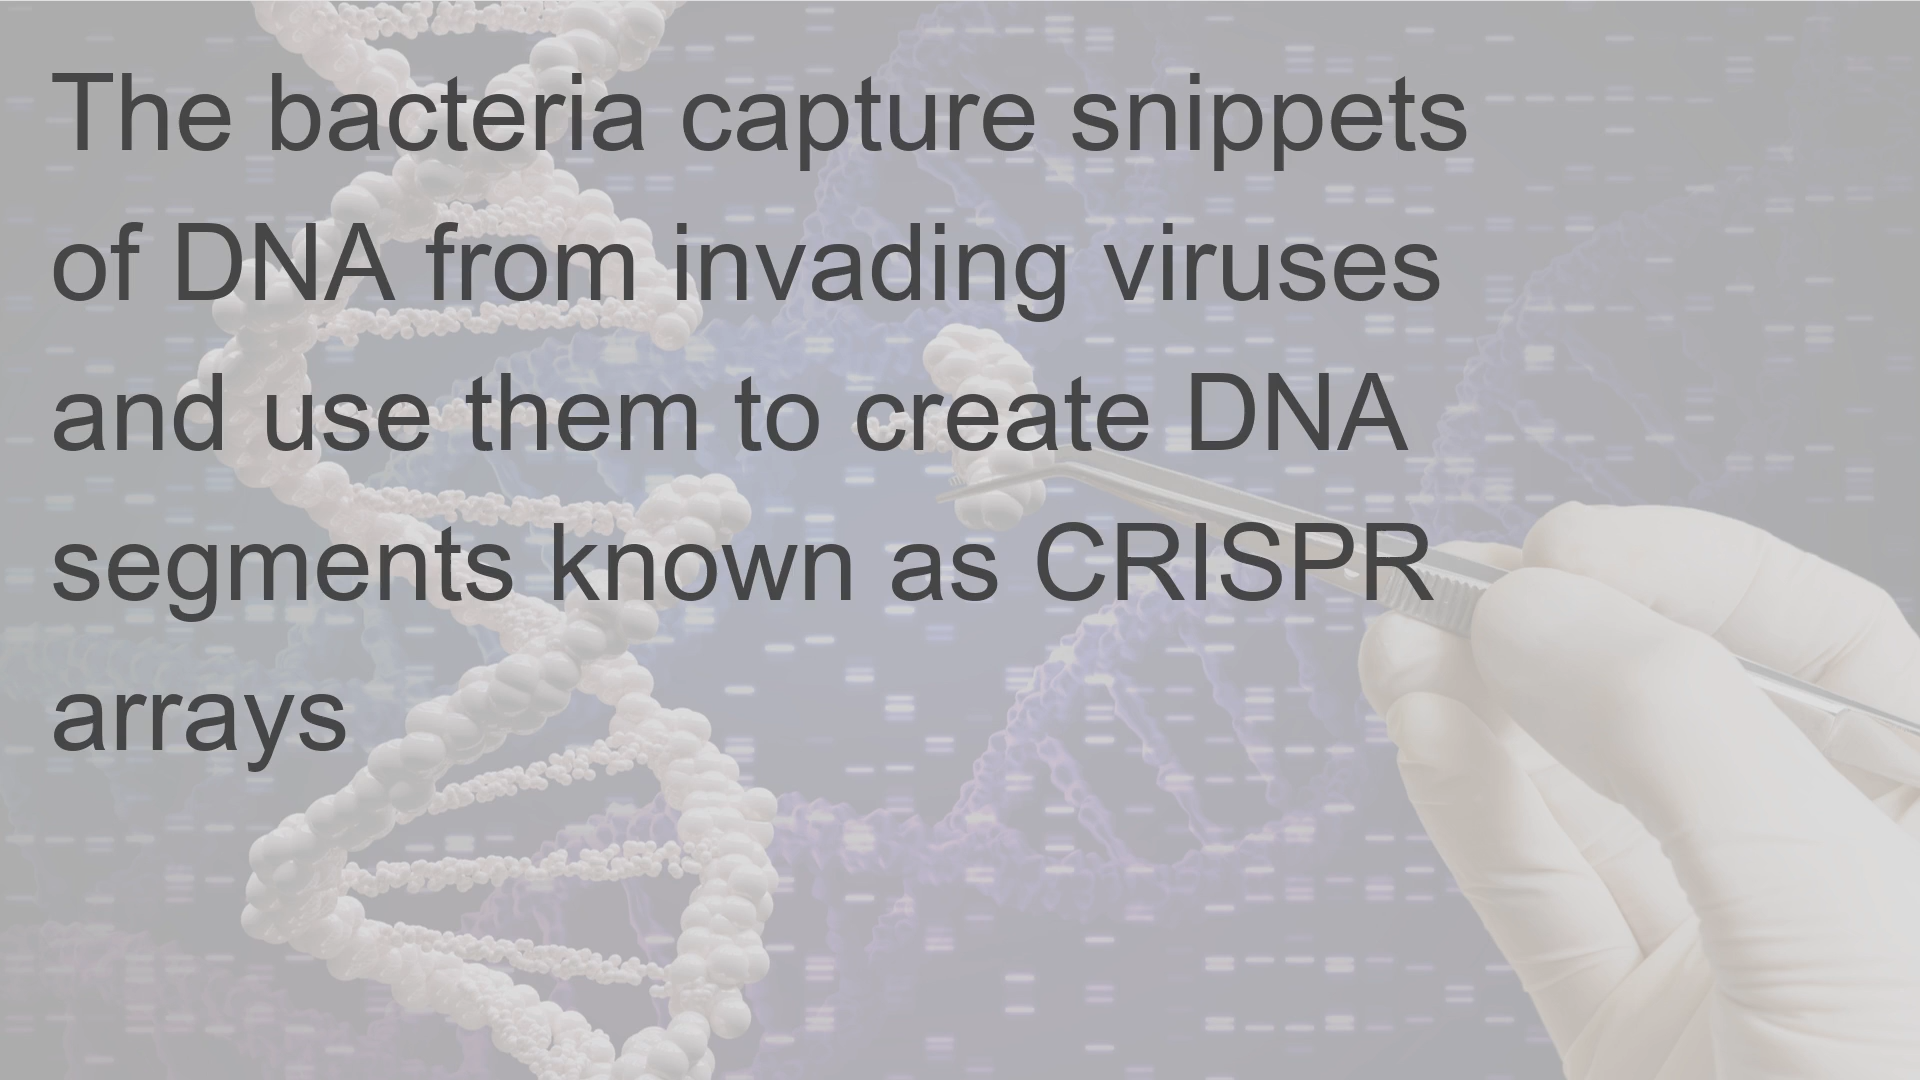 The bacteria capture snippets
of DNA from invading viruses
and use them to create DNA
segments known as CRISPR
arrays